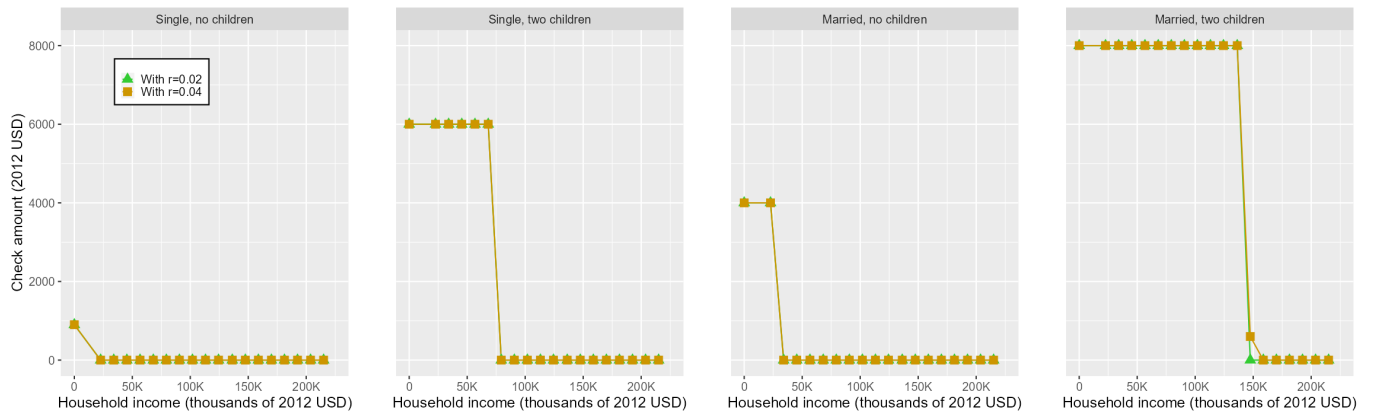 Single, no children
Single, two children
Married, no children
Married, two children
Check amount (2012 USD)
8000
6000
4000
2000
0
With r=0.02
With r=0.04
0 50K 100K 150K 200K
0 50K 100K 150K 200K
0 50K 100K 150K 200K
0 50K 100K 150K 200K
Household income (thousands of 2012 USD)
Household income (thousands of 2012 USD)
Household income (thousands of 2012 USD)
Household income (thousands of 2012 USD)